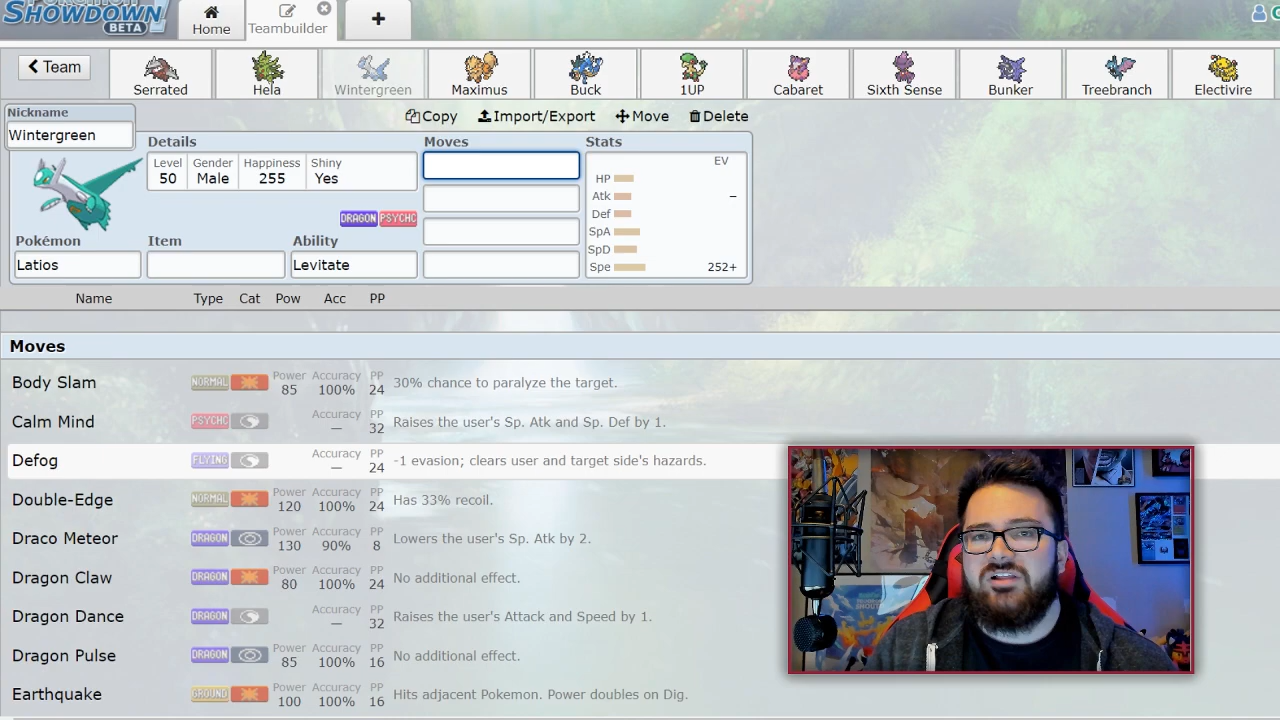 SHOWDOWN
BETA
Home
Teambuilder
+
Team
Serrated
Hela
Wintergreen
Maximus
Buck
1UP
Cabaret
Sixth Sense
Bunker
Treebranch
Electivire
Nickname
Wintergreen
Copy
Import/Export
Move
Delete
Details
Moves
Stats
Level
Gender
Happiness
Shiny
50
Male
255
Yes
EV
HP
Atk –
Def
SpA
SpD
Spe 252+
DRAGON PSYCHC
Pokémon
Item
Ability
Latios
Levitate
Name Type Cat Pow Acc PP
Moves
Body Slam NORMAL Power 85 Accuracy 100% PP 24 30% chance to paralyze the target.
Calm Mind PSYCHC Accuracy — PP 32 Raises the user's Sp. Atk and Sp. Def by 1.
Defog FLYING Accuracy — PP 24 -1 evasion; clears user and target side's hazards.
Double-Edge NORMAL Power 120 Accuracy 100% PP 24 Has 33% recoil.
Draco Meteor DRAGON Power 130 Accuracy 90% PP 8 Lowers the user's Sp. Atk by 2.
Dragon Claw DRAGON Power 80 Accuracy 100% PP 24 No additional effect.
Dragon Dance DRAGON Accuracy — PP 32 Raises the user's Attack and Speed by 1.
Dragon Pulse DRAGON Power 85 Accuracy 100% PP 16 No additional effect.
Earthquake GROUND Power 100 Accuracy 100% PP 16 Hits adjacent Pokemon. Power doubles on Dig.